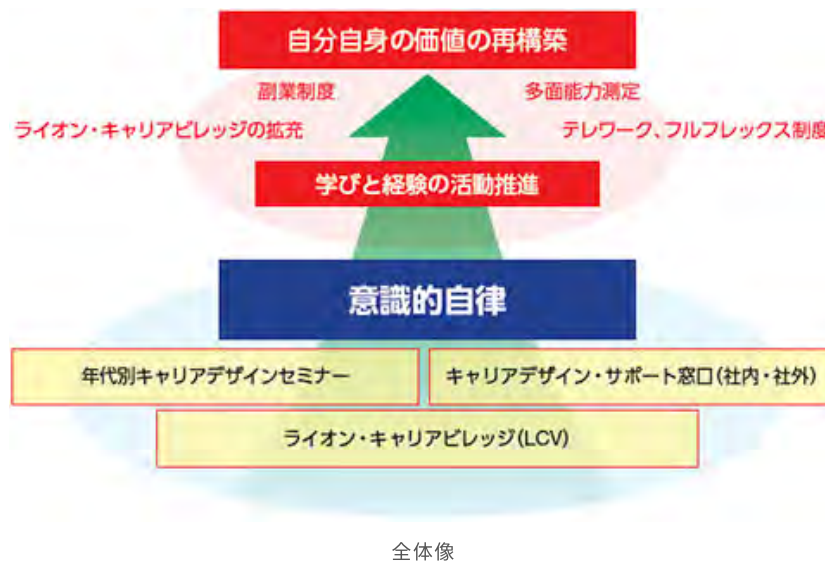 自分自身の価値の再構築
副業制度
多面能力測定
ライオン・キャリアビレッジの拡充
テレワーク、フルフレックス制度
学びと経験の活動推進
意識的自律
年代別キャリアデザインセミナー
キャリアデザイン・サポート窓口(社内・社外)
ライオン・キャリアビレッジ(LCV)
全体像